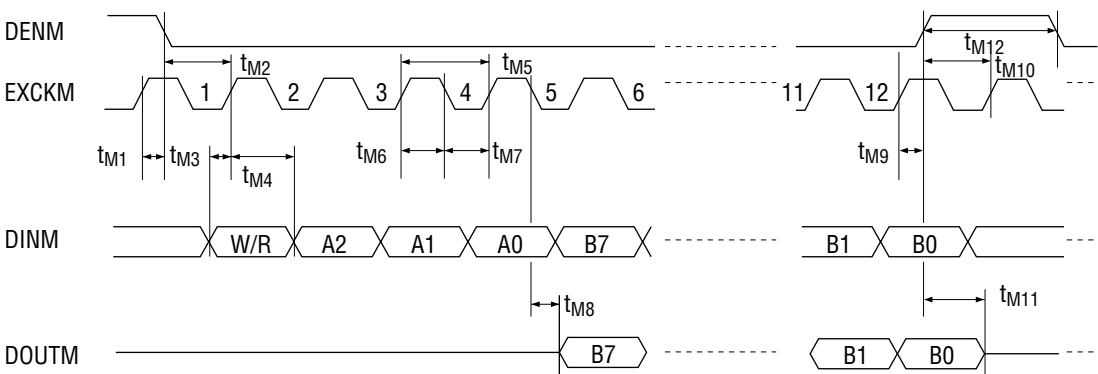 DENM
tM2
tM5
tM12
tM10
EXCKM
1 2 3 4 5 6 11 12
tM1 tM3 tM4 tM6 tM7 tM9
DINM
W/R A2 A1 A0 B7 B1 B0
tM8
tM11
DOUTM
B7 B1 B0